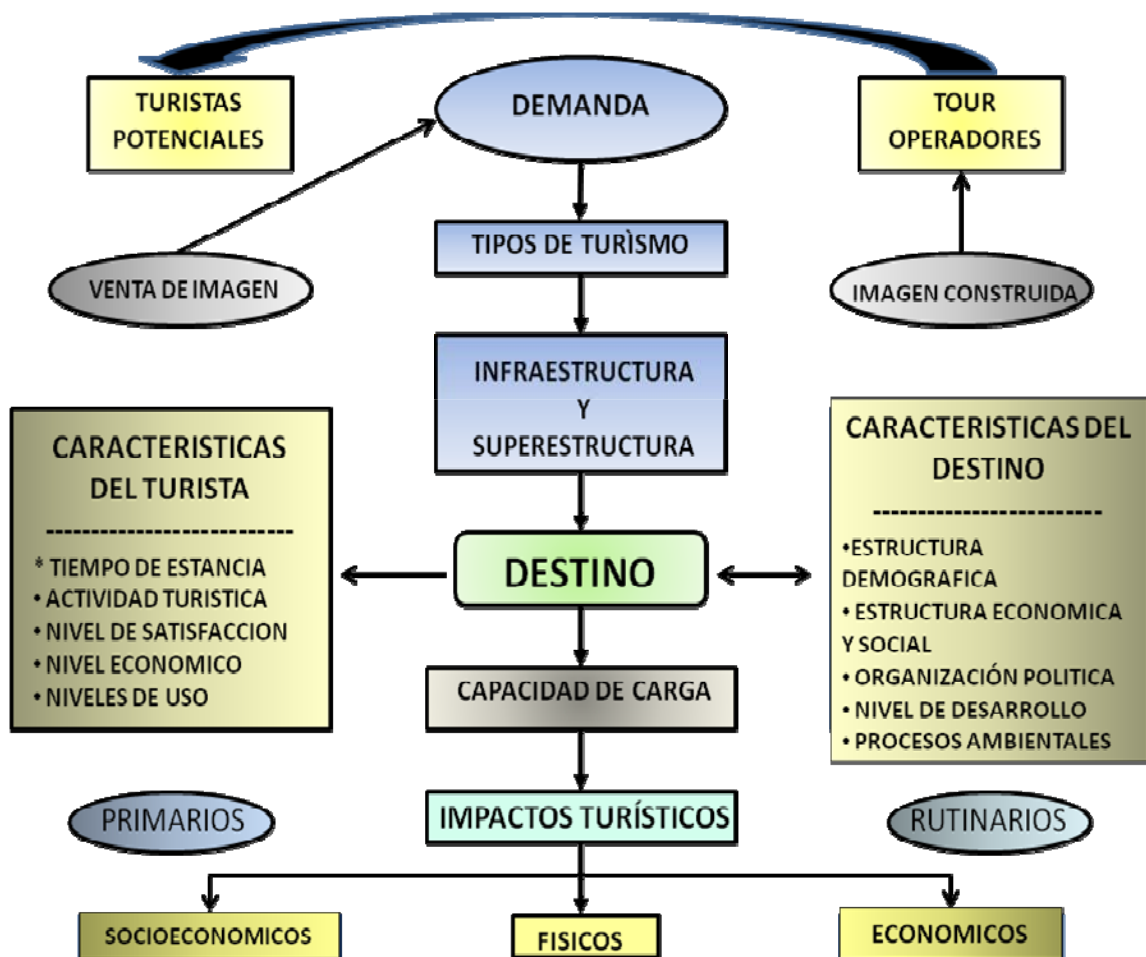 TURISTAS
POTENCIALES
DEMANDA
TOUR
OPERADORES
TIPOS DE TURÌSMO
VENTA DE IMAGEN
IMAGEN CONSTRUIDA
INFRAESTRUCTURA
Y
SUPERESTRUCTURA
CARACTERISTICAS
DEL TURISTA
-------------------------
* TIEMPO DE ESTANCIA
• ACTIVIDAD TURISTICA
• NIVEL DE SATISFACCION
• NIVEL ECONOMICO
• NIVELES DE USO
CARACTERISTICAS DEL
DESTINO
-----------------------
•ESTRUCTURA
DEMOGRAFICA
• ESTRUCTURA ECONOMICA
Y SOCIAL
• ORGANIZACIÓN POLITICA
• NIVEL DE DESARROLLO
• PROCESOS AMBIENTALES
DESTINO
CAPACIDAD DE CARGA
PRIMARIOS
IMPACTOS TURÍSTICOS
RUTINARIOS
SOCIOECONOMICOS
FISICOS
ECONOMICOS